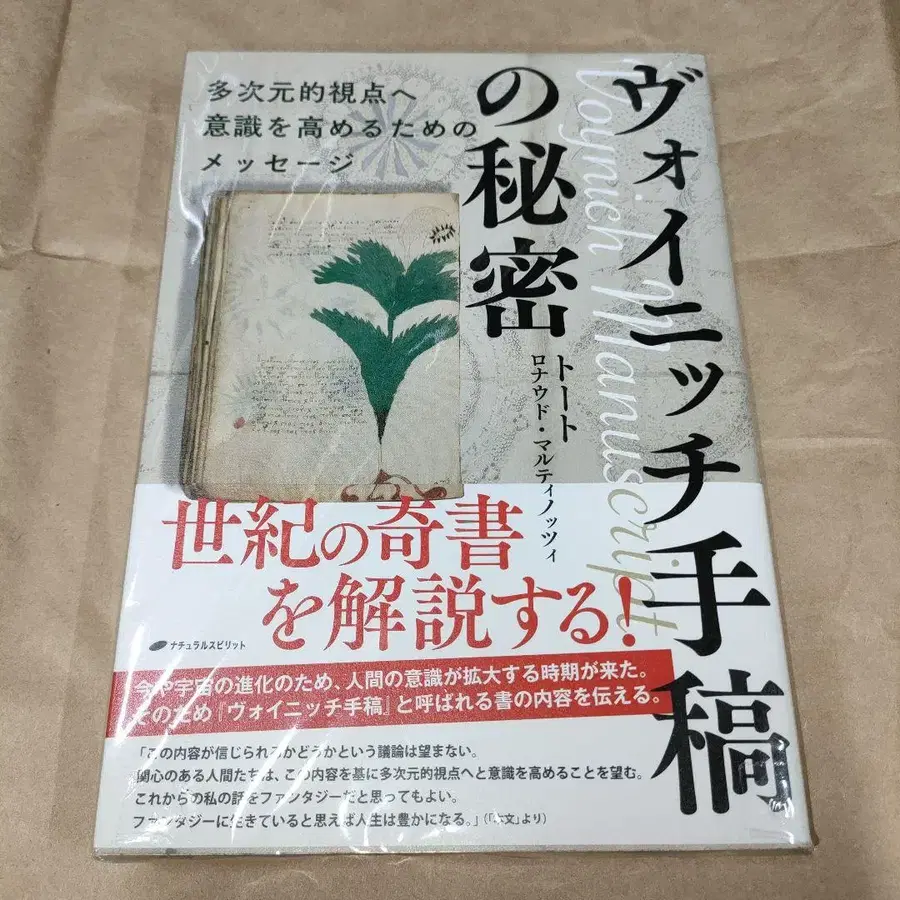 ヴォイニッチ手稿
の秘密
Voynich Manuscript
多次元的視点へ
意識を高めるための
メッセージ
トート
ロナウド・マルティノッツィ
世紀の奇書
を解説する!
ナチュラルスピリット
今や宇宙の進化のため、人間の意識が拡大する時期が来た。
そのため『ヴォイニッチ手稿』と呼ばれる書の内容を伝える。
「この内容が信じられるかどうかという議論は望まない。
関心のある人間たちは、この内容を基に多次元的視点へと意識を高めることを望む。
これからの私の話をファンタジーだと思ってもよい。
ファンタジーに生きていると思えば人生は豊かになる。」(「本文」より)